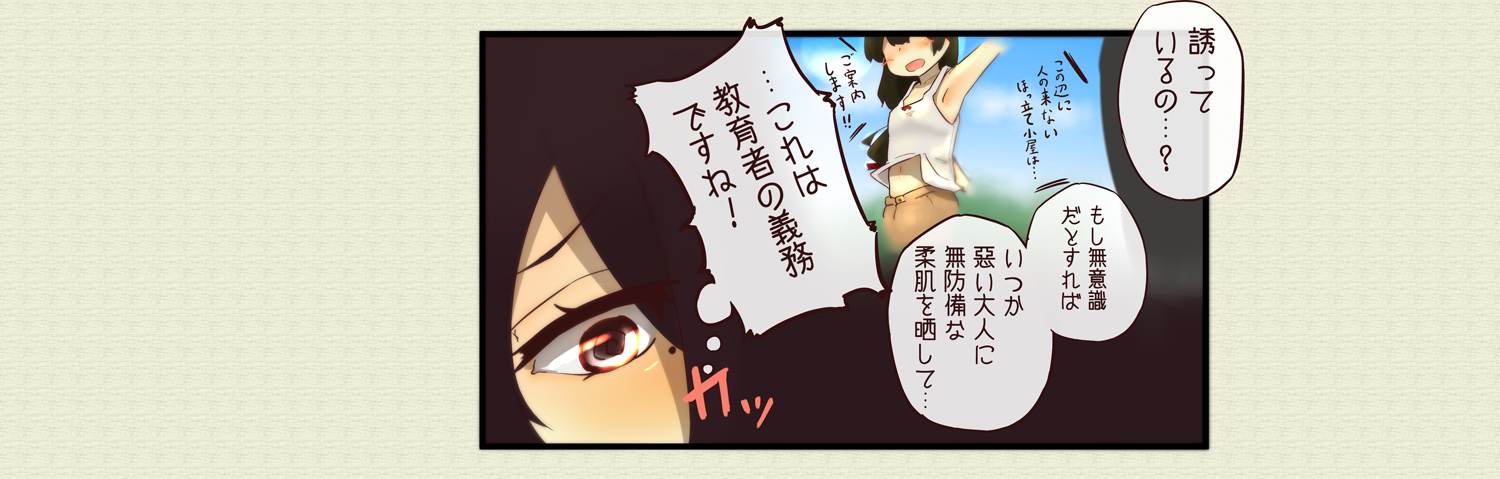 誘って
いるの…?
もし無意識
だとすれば
いつか
悪い大人に
無防備な
柔肌を晒して…
この辺に
人の来ない
ほっ立て小屋は…
ご案内
します!!
…これは
教育者の義務
ですね!
カッ